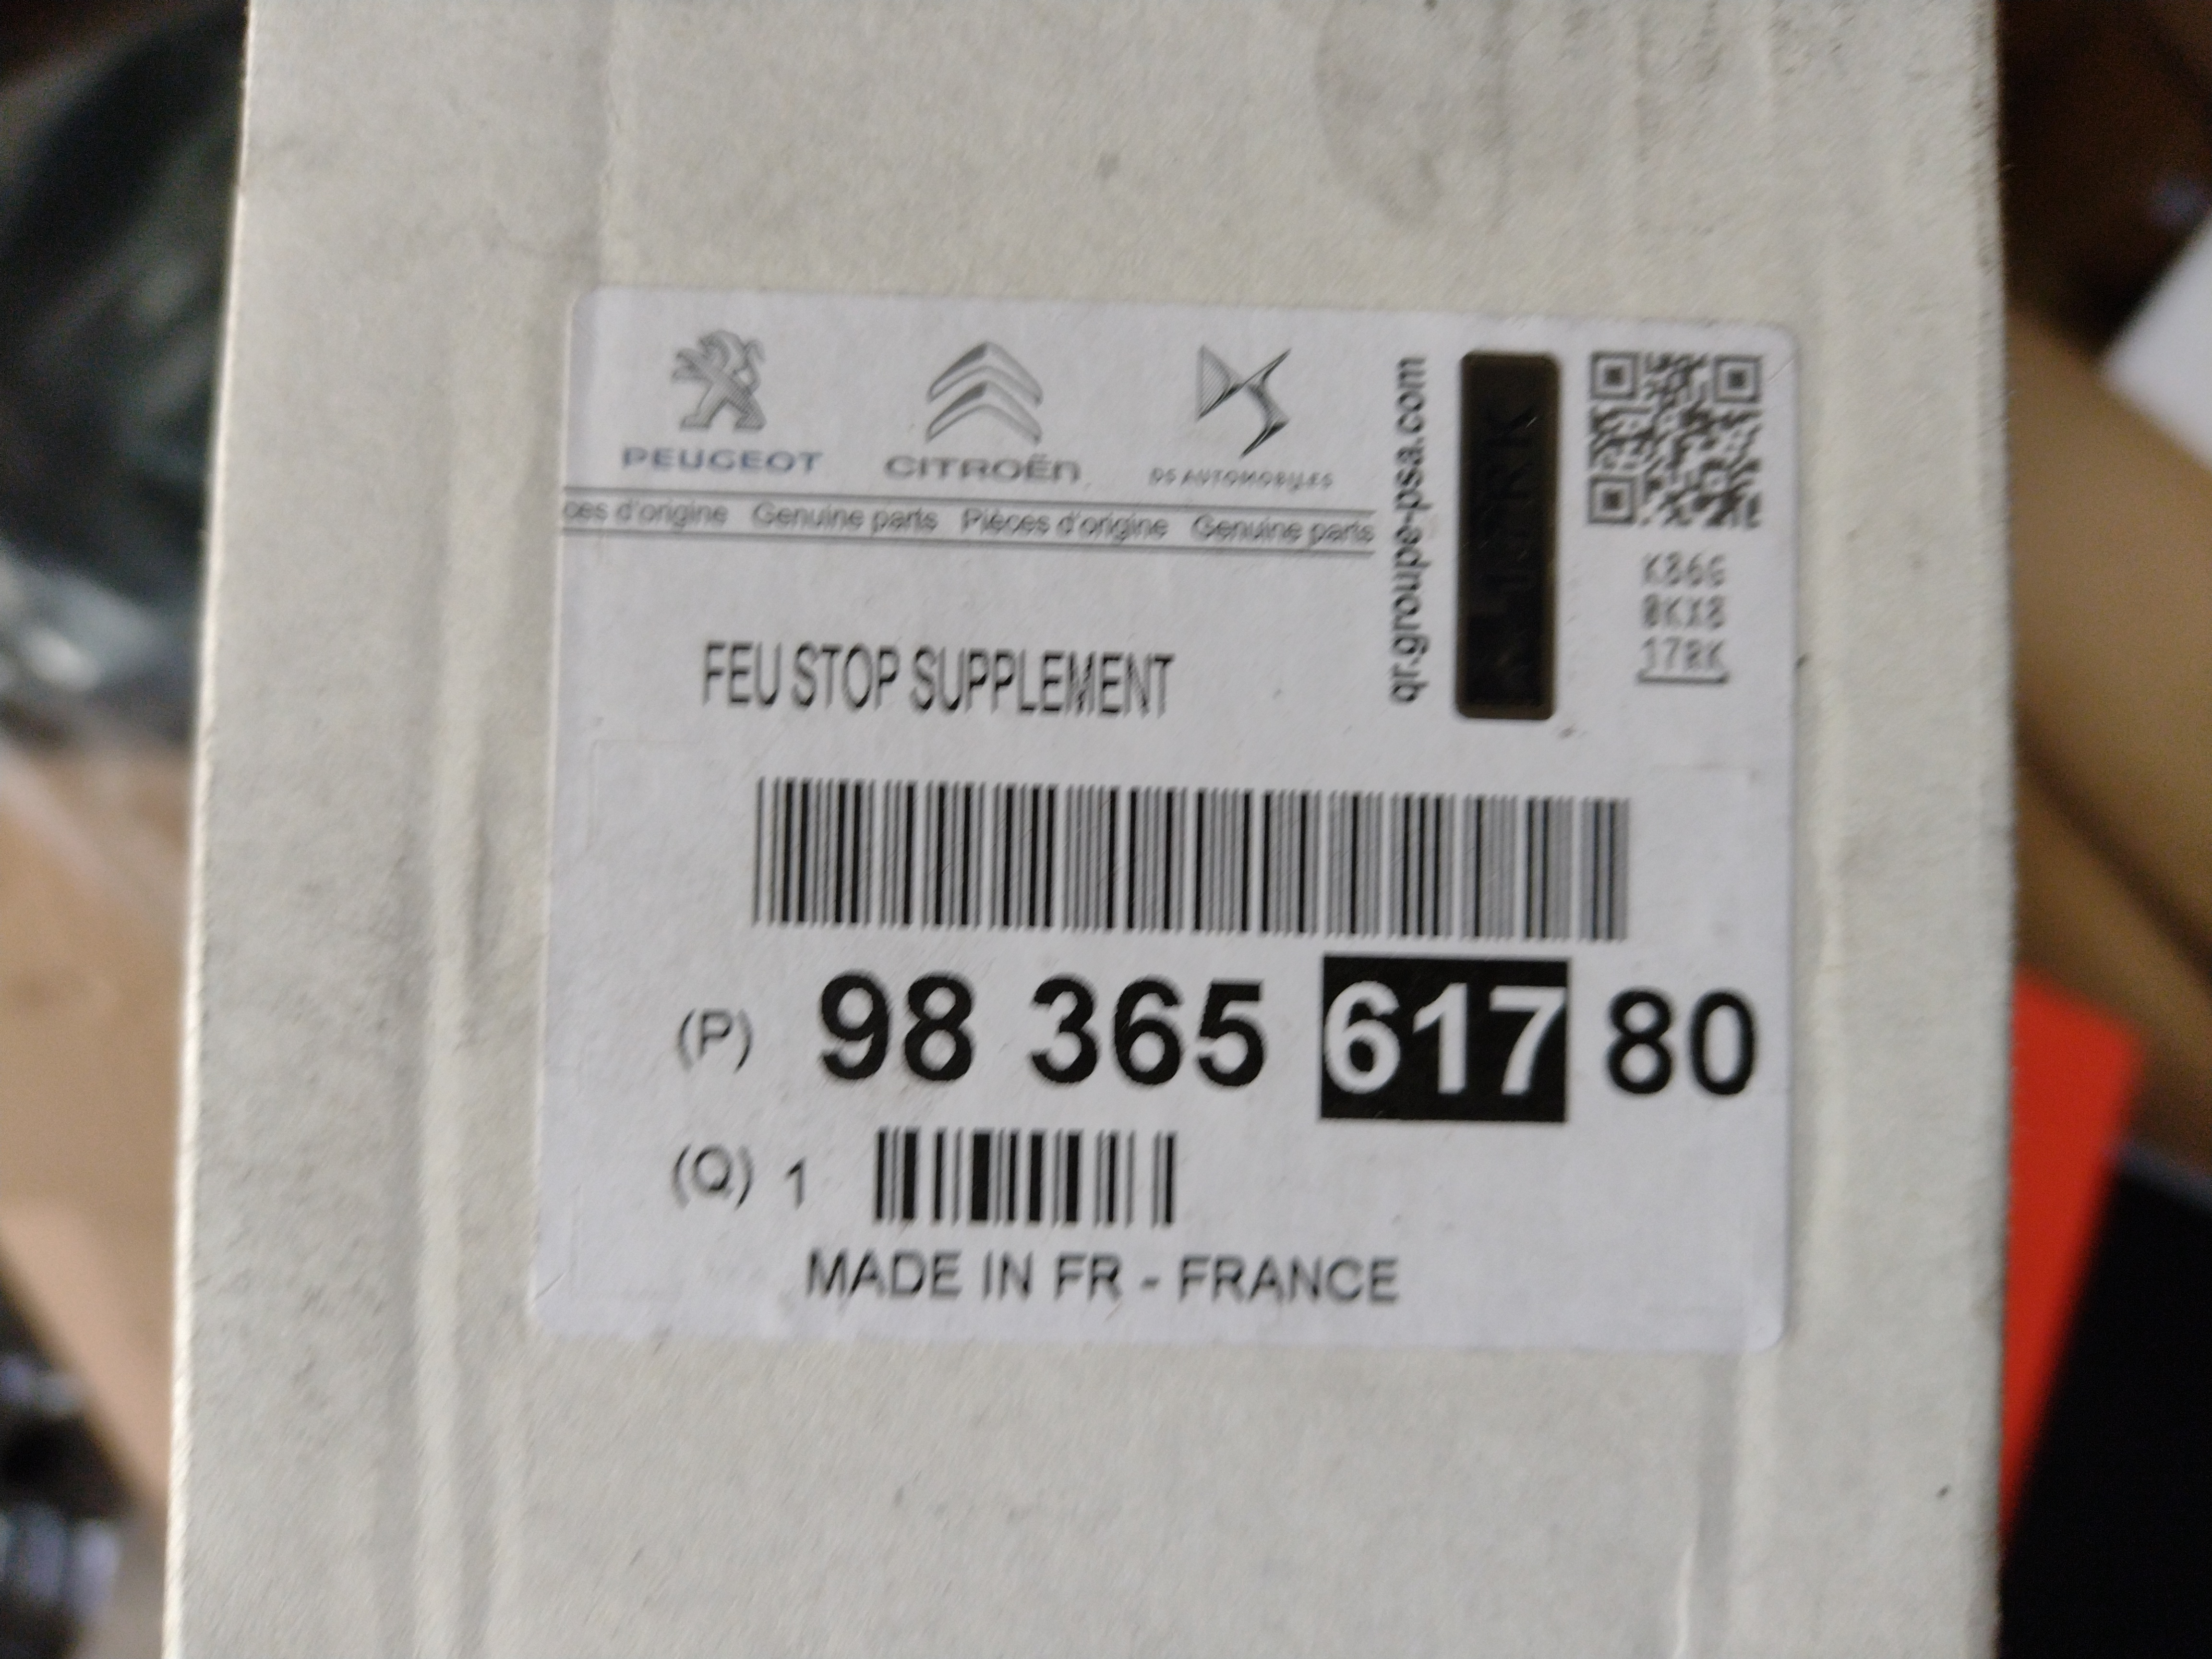 PEUGEOT CITROËN DS AUTOMOBILES
ces d'origine Genuine parts Pièces d'origine Genuine parts
qr.groupe-psa.com
K86G
8KX8
17RK
FEU STOP SUPPLEMENT
(P) 98 365 617 80
(Q) 1
MADE IN FR - FRANCE